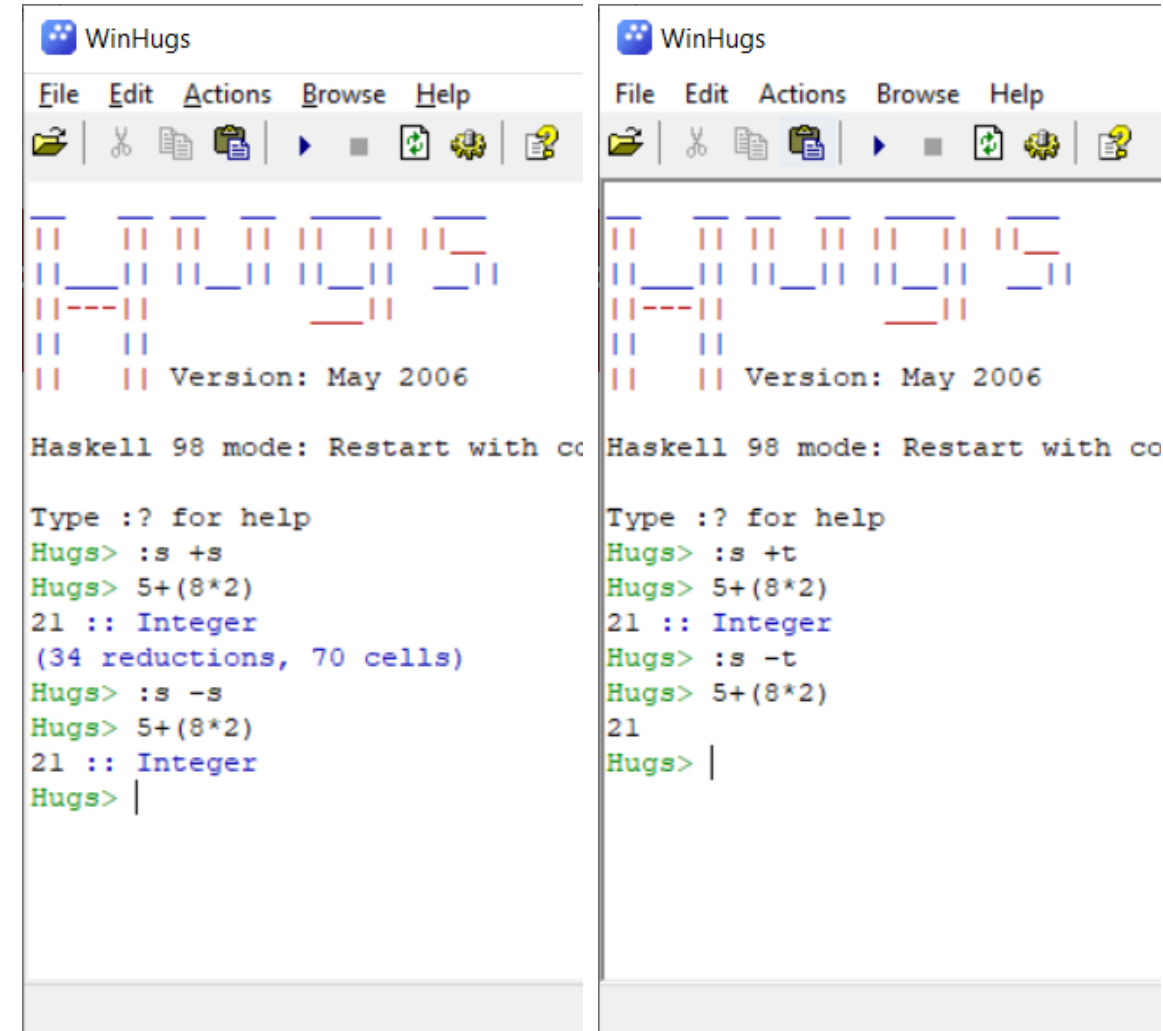 WinHugs
File Edit Actions Browse Help
Version: May 2006
Haskell 98 mode: Restart with
Type :? for help
Hugs> :s +s
Hugs> 5+(8*2)
21 :: Integer
(34 reductions, 70 cells)
Hugs> :s -s
Hugs> 5+(8*2)
21 :: Integer
Hugs>
WinHugs
File Edit Actions Browse Help
Version: May 2006
Haskell 98 mode: Restart with co
Type :? for help
Hugs> :s +t
Hugs> 5+(8*2)
21 :: Integer
Hugs> :s -t
Hugs> 5+(8*2)
21
Hugs>